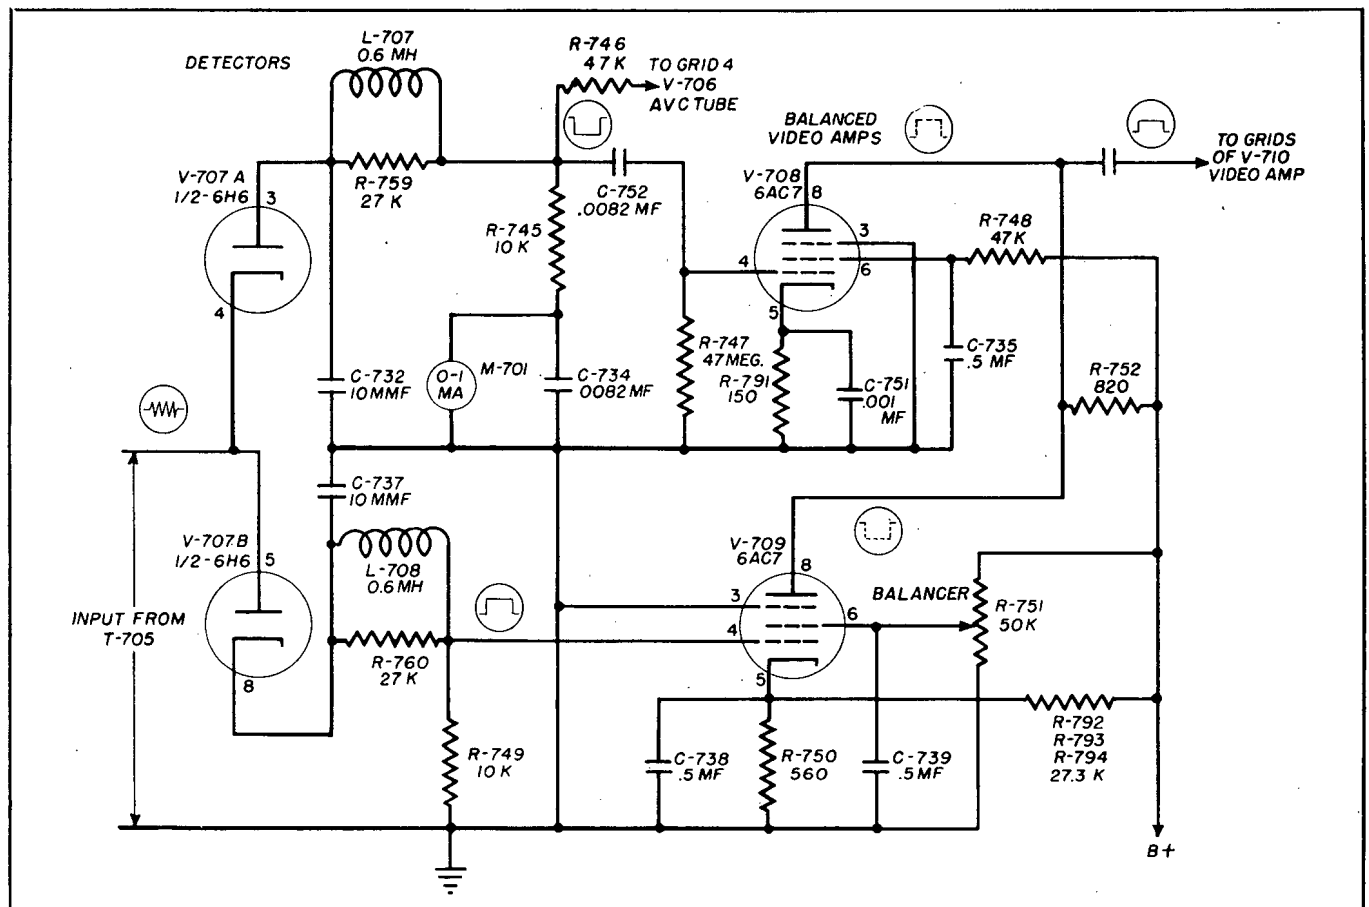 DETECTORS
L-707
0.6 MH
R-746
47 K
TO GRID 4
V-706
AVC TUBE
BALANCED
VIDEO AMPS
TO GRIDS
OF V-710
VIDEO AMP
V-707 A
1/2-6H6
3
4
R-759
27 K
C-752
.0082 MF
R-745
10 K
V-708
6AC7
8
3
6
4
5
R-748
47 K
C-732
10 MMF
0-1
MA
M-701
C-734
.0082 MF
R-747
47 MEG.
R-791
150
C-751
.001
MF
C-735
.5 MF
R-752
820
C-737
10 MMF
V-707B
1/2-6H6
5
8
L-708
0.6 MH
V-709
6AC7
8
3
4
6
5
BALANCER
R-751
50 K
INPUT FROM
T-705
R-760
27 K
R-749
10 K
C-738
.5 MF
R-750
560
C-739
.5 MF
R-792
R-793
R-794
27.3 K
B+